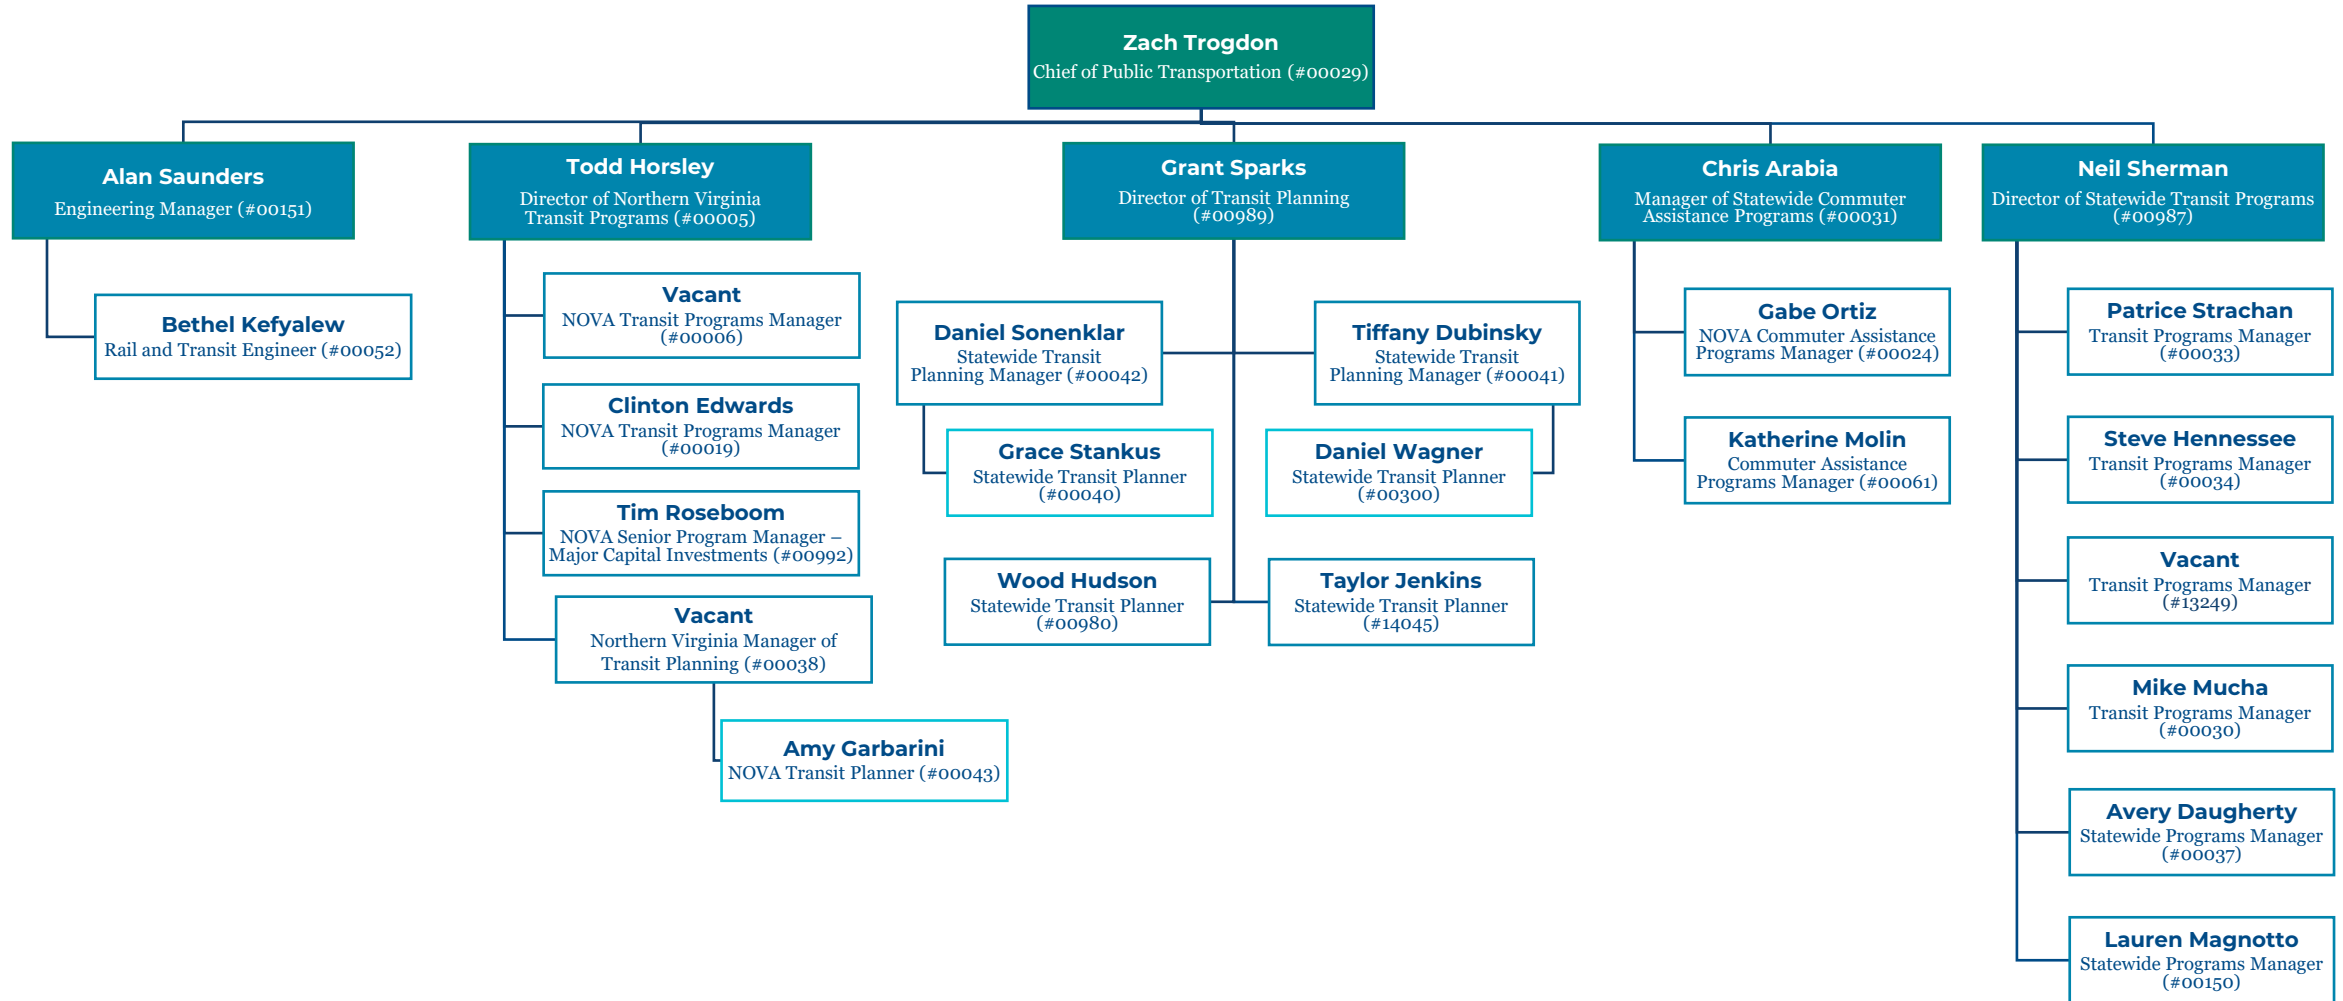 Zach Trogdon
Chief of Public Transportation (#00029)
Alan Saunders
Engineering Manager (#00151)
Bethel Kefyalew
Rail and Transit Engineer (#00052)
Todd Horsley
Director of Northern Virginia
Transit Programs (#00005)
Vacant
NOVA Transit Programs Manager
(#00006)
Clinton Edwards
NOVA Transit Programs Manager
(#00019)
Tim Roseboom
NOVA Senior Program Manager –
Major Capital Investments (#00992)
Vacant
Northern Virginia Manager of
Transit Planning (#00038)
Amy Garbarini
NOVA Transit Planner (#00043)
Grant Sparks
Director of Transit Planning
(#00989)
Daniel Sonenklar
Statewide Transit
Planning Manager (#00042)
Grace Stankus
Statewide Transit Planner
(#00040)
Tiffany Dubinsky
Statewide Transit
Planning Manager (#00041)
Daniel Wagner
Statewide Transit Planner
(#00300)
Wood Hudson
Statewide Transit Planner
(#00980)
Taylor Jenkins
Statewide Transit Planner
(#14045)
Chris Arabia
Manager of Statewide Commuter
Assistance Programs (#00031)
Gabe Ortiz
NOVA Commuter Assistance
Programs Manager (#00024)
Katherine Molin
Commuter Assistance
Programs Manager (#00061)
Neil Sherman
Director of Statewide Transit Programs
(#00987)
Patrice Strachan
Transit Programs Manager
(#00033)
Steve Hennessee
Transit Programs Manager
(#00034)
Vacant
Transit Programs Manager
(#13249)
Mike Mucha
Transit Programs Manager
(#00030)
Avery Daugherty
Statewide Programs Manager
(#00037)
Lauren Magnotto
Statewide Programs Manager
(#00150)